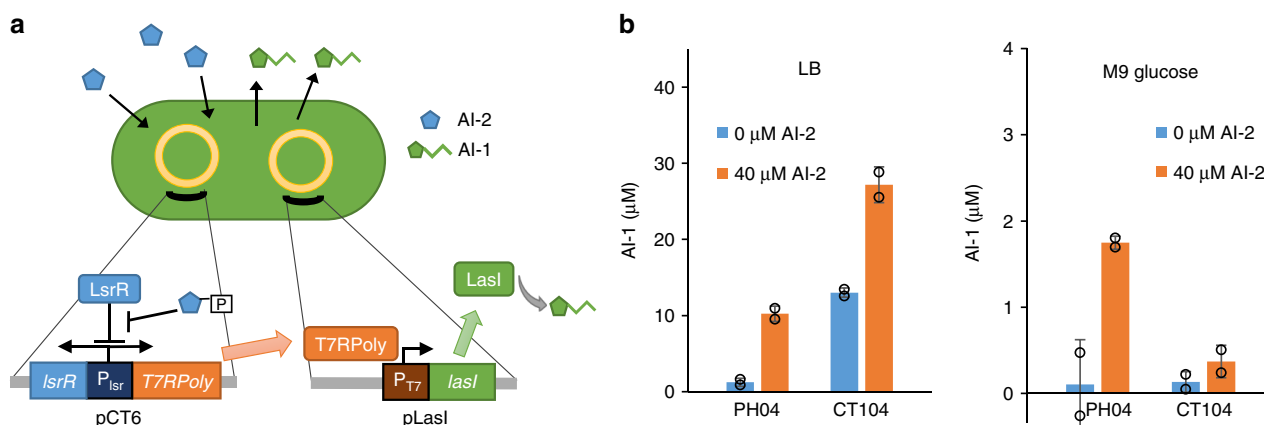 a
AI-2
AI-1
LsrR
P
lsrR
Plsr
T7RPoly
pCT6
T7RPoly
PT7
lasI
pLasI
LasI
b
LB
0 μM AI-2
40 μM AI-2
AI-1 (μM)
40
30
20
10
0
PH04 CT104
M9 glucose
0 μM AI-2
40 μM AI-2
AI-1 (μM)
4
3
2
1
0
PH04 CT104